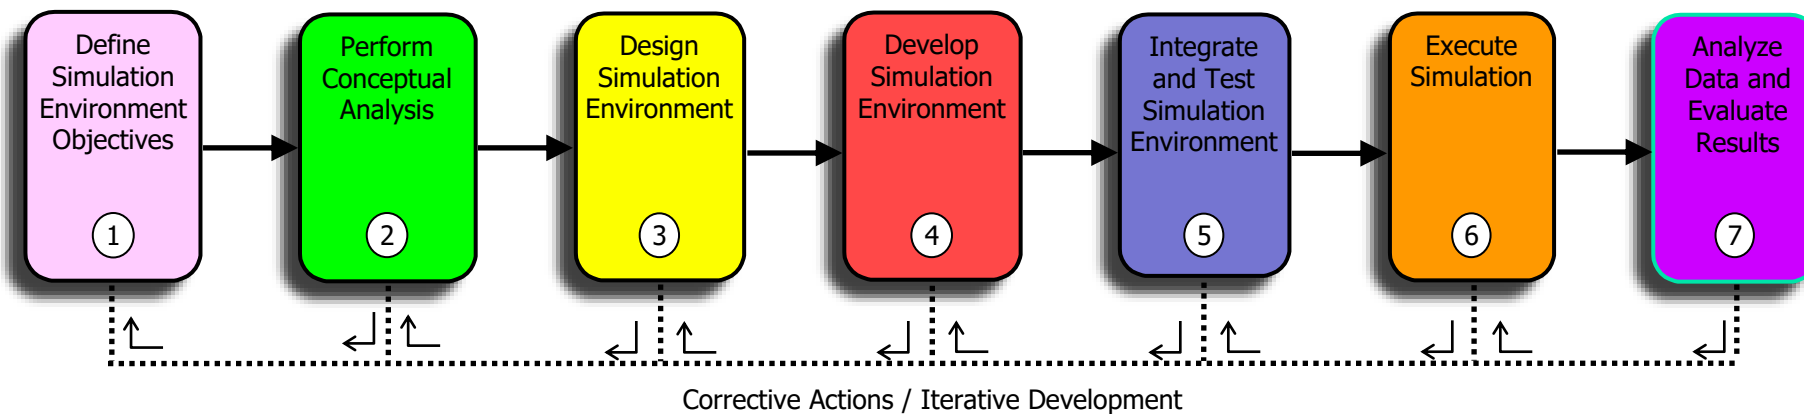 Define
Simulation
Environment
Objectives
1
Perform
Conceptual
Analysis
2
Design
Simulation
Environment
3
Develop
Simulation
Environment
4
Integrate
and Test
Simulation
Environment
5
Execute
Simulation
6
Analyze
Data and
Evaluate
Results
7
Corrective Actions / Iterative Development